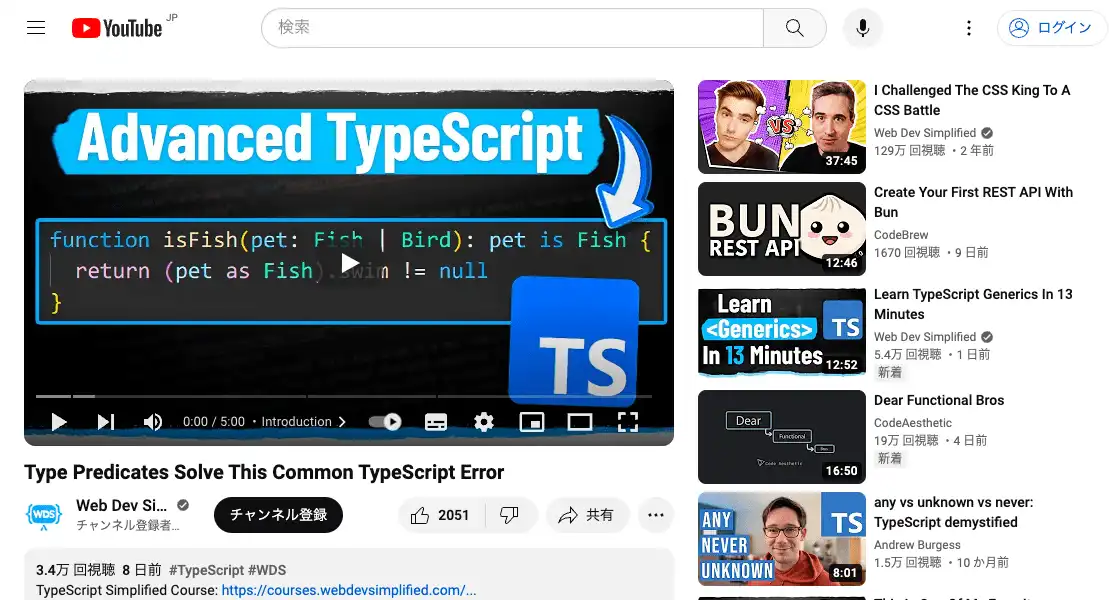 YouTube JP
検索
ログイン
Advanced TypeScript
function isFish(pet: Fish | Bird): pet is Fish {
return (pet as Fish).swim != null
}
TS
0:00 / 5:00 ・ Introduction
Type Predicates Solve This Common TypeScript Error
WDS
Web Dev Si...
チャンネル登録者...
チャンネル登録
2051
共有
3.4万 回視聴 8 日前 #TypeScript #WDS
TypeScript Simplified Course: https://courses.webdevsimplified.com/...
VS
37:45
I Challenged The CSS King To A
CSS Battle
Web Dev Simplified
129万 回視聴 ・2 年前
BUN
REST API
12:46
Create Your First REST API With
Bun
CodeBrew
1670 回視聴 ・9 日前
Learn
<Generics>
In 13 Minutes
TS
12:52
Learn TypeScript Generics In 13
Minutes
Web Dev Simplified
5.4万 回視聴 ・1 日前
新着
Dear
Functional
Bros
Code Aesthetic
16:50
Dear Functional Bros
CodeAesthetic
19万 回視聴 ・4 日前
新着
ANY
NEVER
UNKNOWN
TS
8:01
any vs unknown vs never:
TypeScript demystified
Andrew Burgess
1.5万 回視聴 ・10 か月前